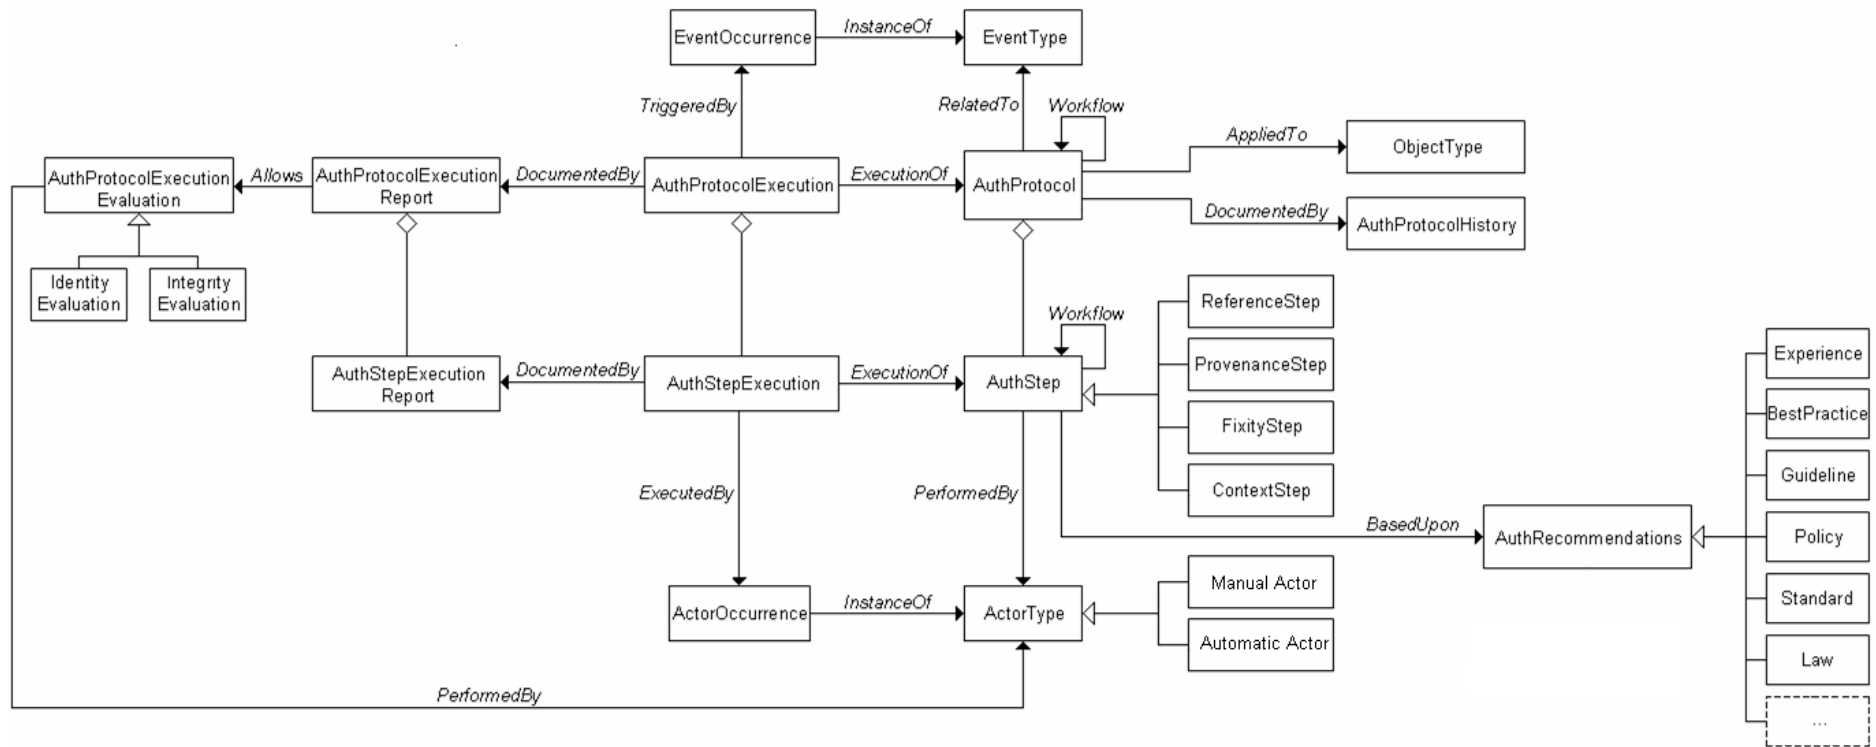 EventOccurrence
InstanceOf
EventType
TriggeredBy
RelatedTo
Workflow
AppliedTo
ObjectType
AuthProtocolExecution
Evaluation
Allows
AuthProtocolExecution
Report
DocumentedBy
AuthProtocolExecution
ExecutionOf
AuthProtocol
DocumentedBy
AuthProtocolHistory
Identity
Evaluation
Integrity
Evaluation
Workflow
ReferenceStep
ProvenanceStep
FixityStep
ContextStep
AuthStepExecution
Report
DocumentedBy
AuthStepExecution
ExecutionOf
AuthStep
ExecutedBy
PerformedBy
BasedUpon
AuthRecommendations
Experience
BestPractice
Guideline
Policy
Standard
Law
...
ActorOccurrence
InstanceOf
ActorType
Manual Actor
Automatic Actor
PerformedBy